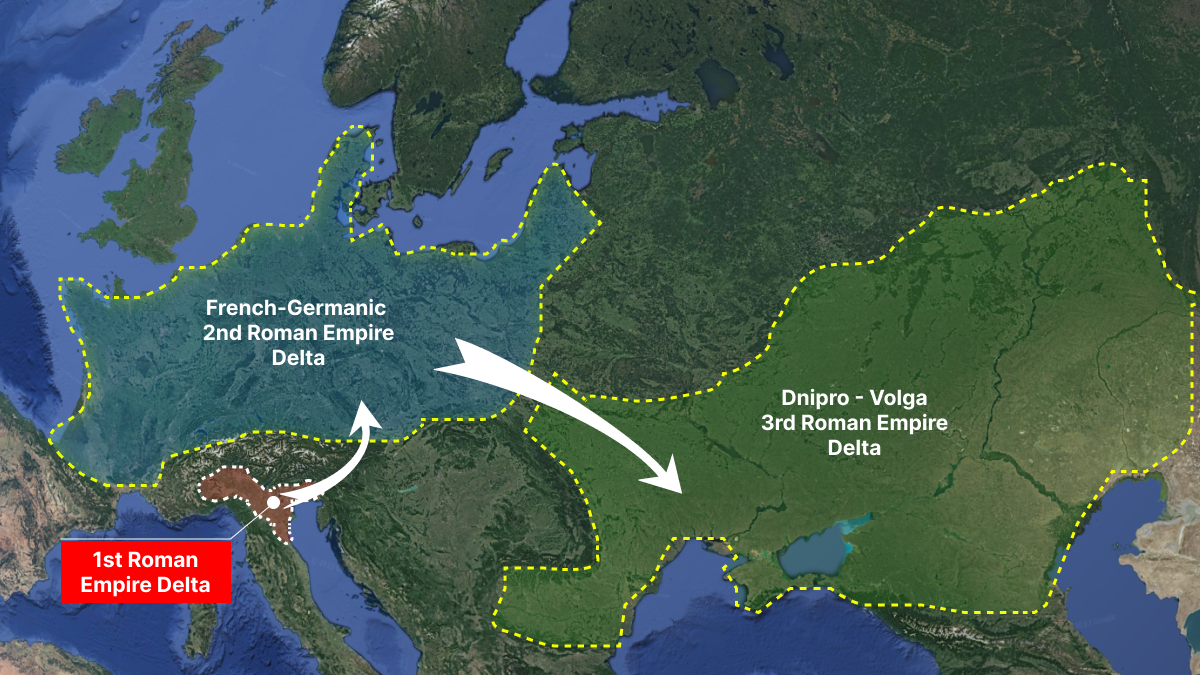 French-Germanic
2nd Roman Empire
Delta
Dnipro - Volga
3rd Roman Empire
Delta
1st Roman
Empire Delta